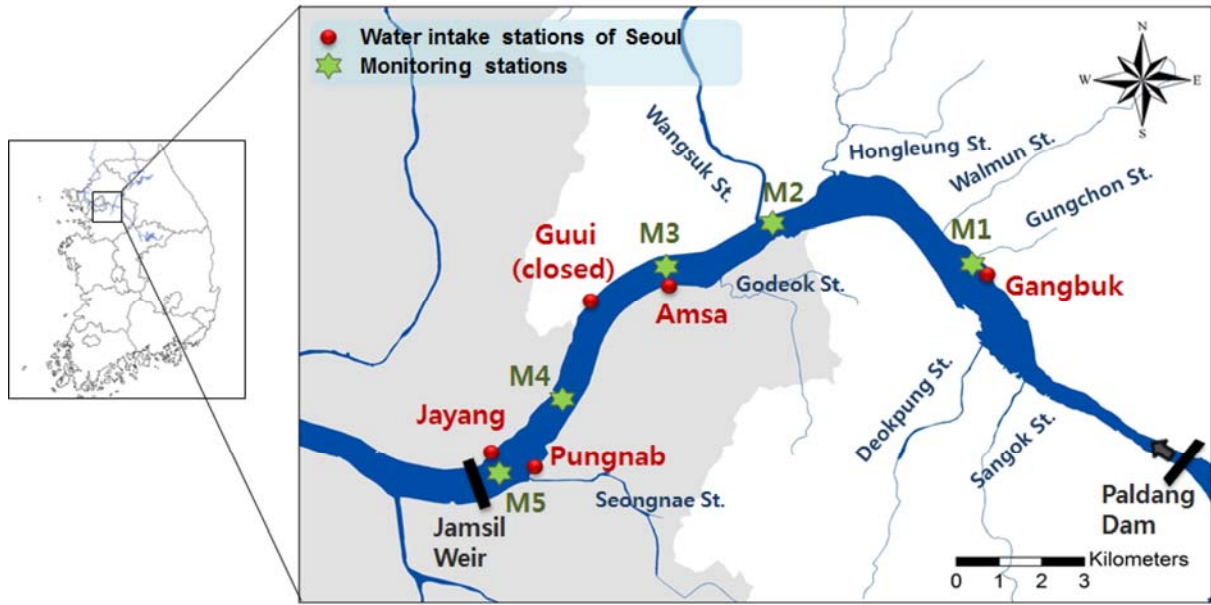 Water intake stations of Seoul
Monitoring stations
N
W
E
S
Wangsuk St.
Hongleung St.
Walmun St.
Gungchon St.
M2
M1
M3
Guui
(closed)
Godeok St.
Gangbuk
Amsa
M4
Deokpung St.
Sangok St.
Jayang
Pungnab
M5
Seongnae St.
Paldang
Dam
Jamsil
Weir
Kilometers
0 1 2 3